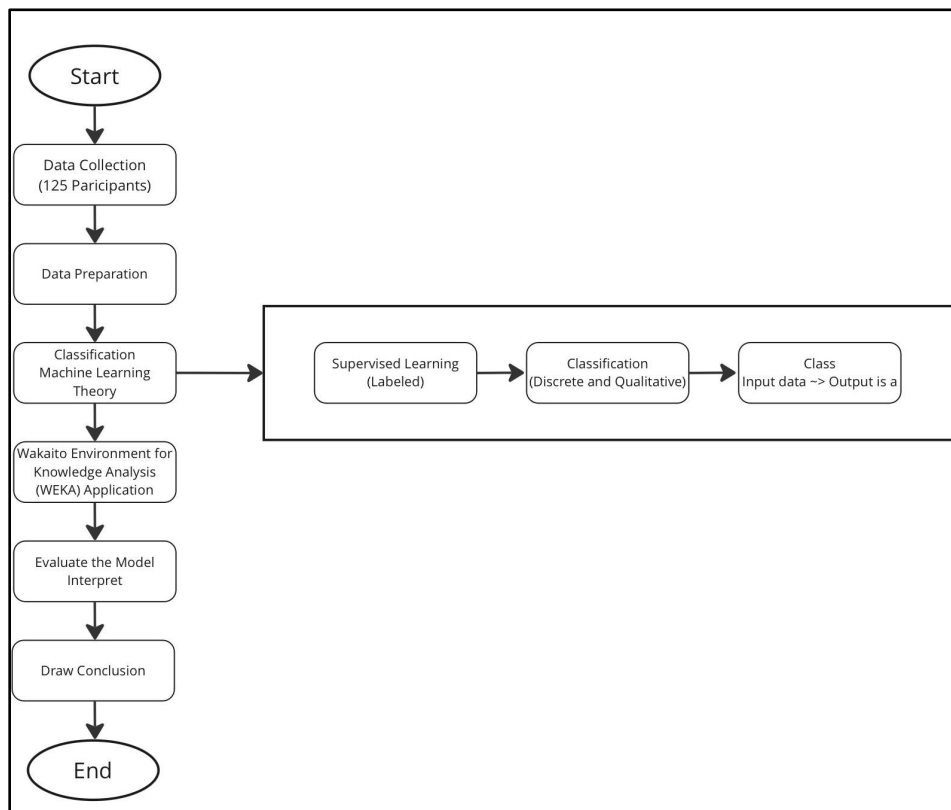 Start
Data Collection
(125 Paricipants)
Data Preparation
Classification
Machine Learning
Theory
Supervised Learning
(Labeled)
Classification
(Discrete and Qualitative)
Class
Input data ~> Output is a
Wakaito Environment for
Knowledge Analysis
(WEKA) Application
Evaluate the Model
Interpret
Draw Conclusion
End